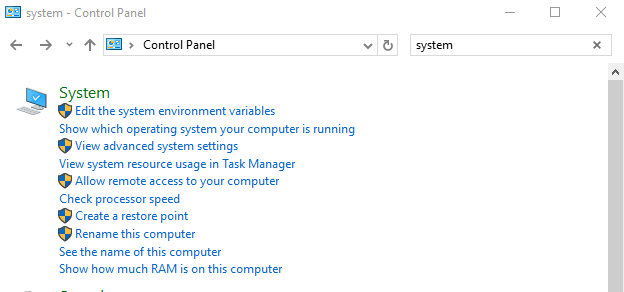 system - Control Panel
Control Panel
system
System
Edit the system environment variables
Show which operating system your computer is running
View advanced system settings
View system resource usage in Task Manager
Allow remote access to your computer
Check processor speed
Create a restore point
Rename this computer
See the name of this computer
Show how much RAM is on this computer